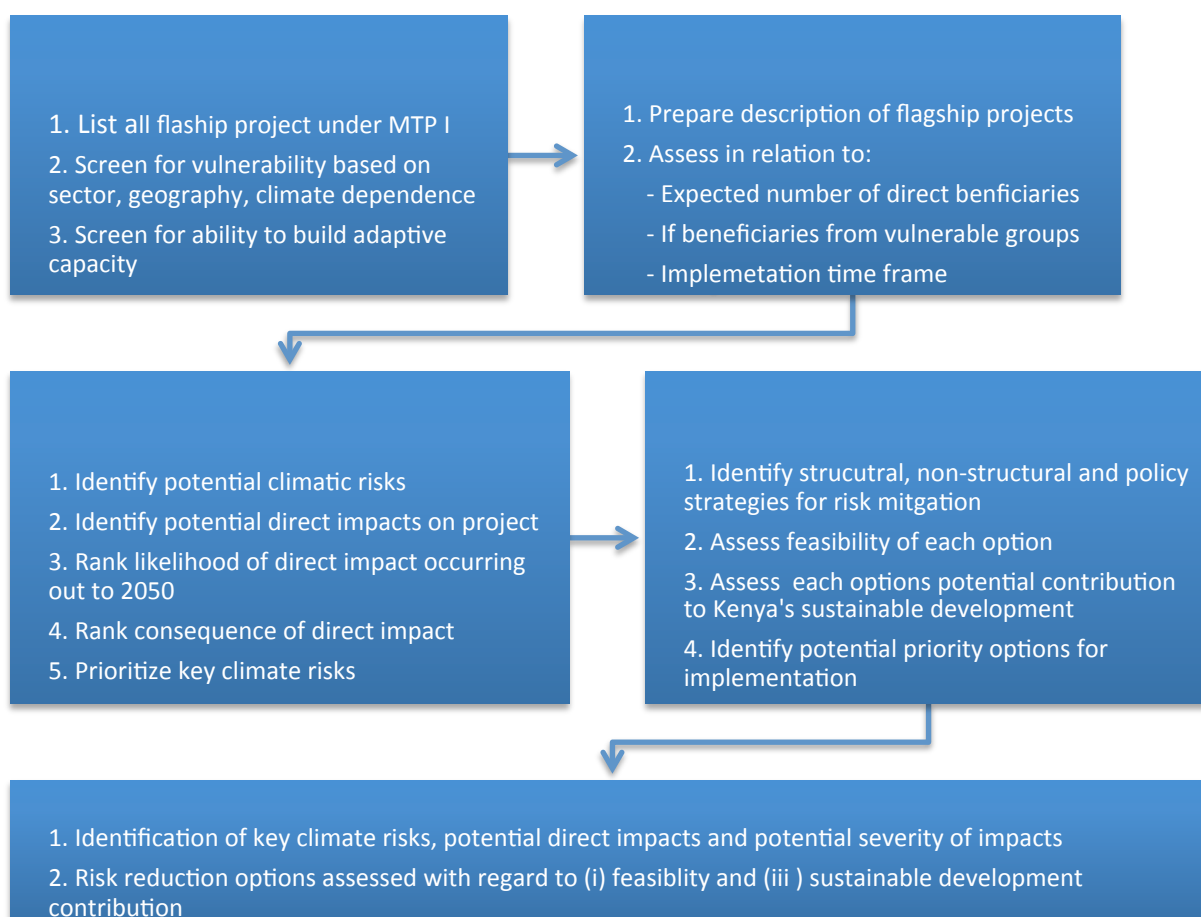 1. List all flaship project under MTP I
2. Screen for vulnerability based on
sector, geography, climate dependence
3. Screen for ability to build adaptive
capacity
1. Prepare description of flagship projects
2. Assess in relation to:
- Expected number of direct benficiaries
- If beneficiaries from vulnerable groups
- Implemetation time frame
1. Identify potential climatic risks
2. Identify potential direct impacts on project
3. Rank likelihood of direct impact occurring
out to 2050
4. Rank consequence of direct impact
5. Prioritize key climate risks
1. Identify strucutral, non-structural and policy
strategies for risk mitgation
2. Assess feasibility of each option
3. Assess  each options potential contribution
to Kenya's sustainable development
4. Identify potential priority options for
implementation
1. Identification of key climate risks, potential direct impacts and potential severity of impacts
2. Risk reduction options assessed with regard to (i) feasiblity and (iii ) sustainable development
contribution